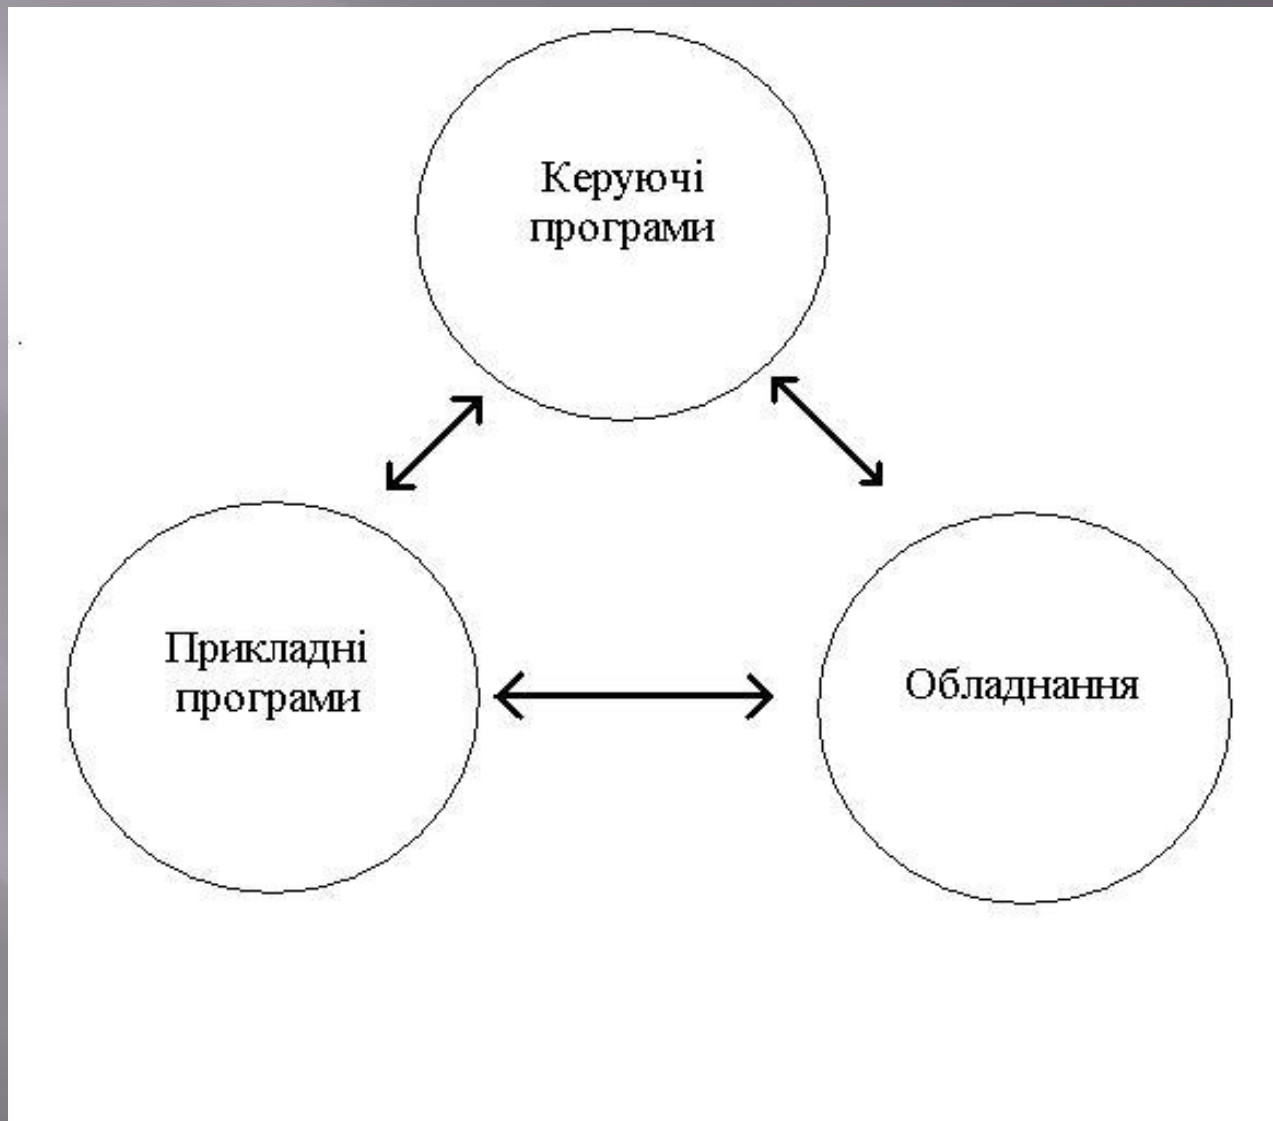 Керуючі
програми
Прикладні
програми
Обладнання